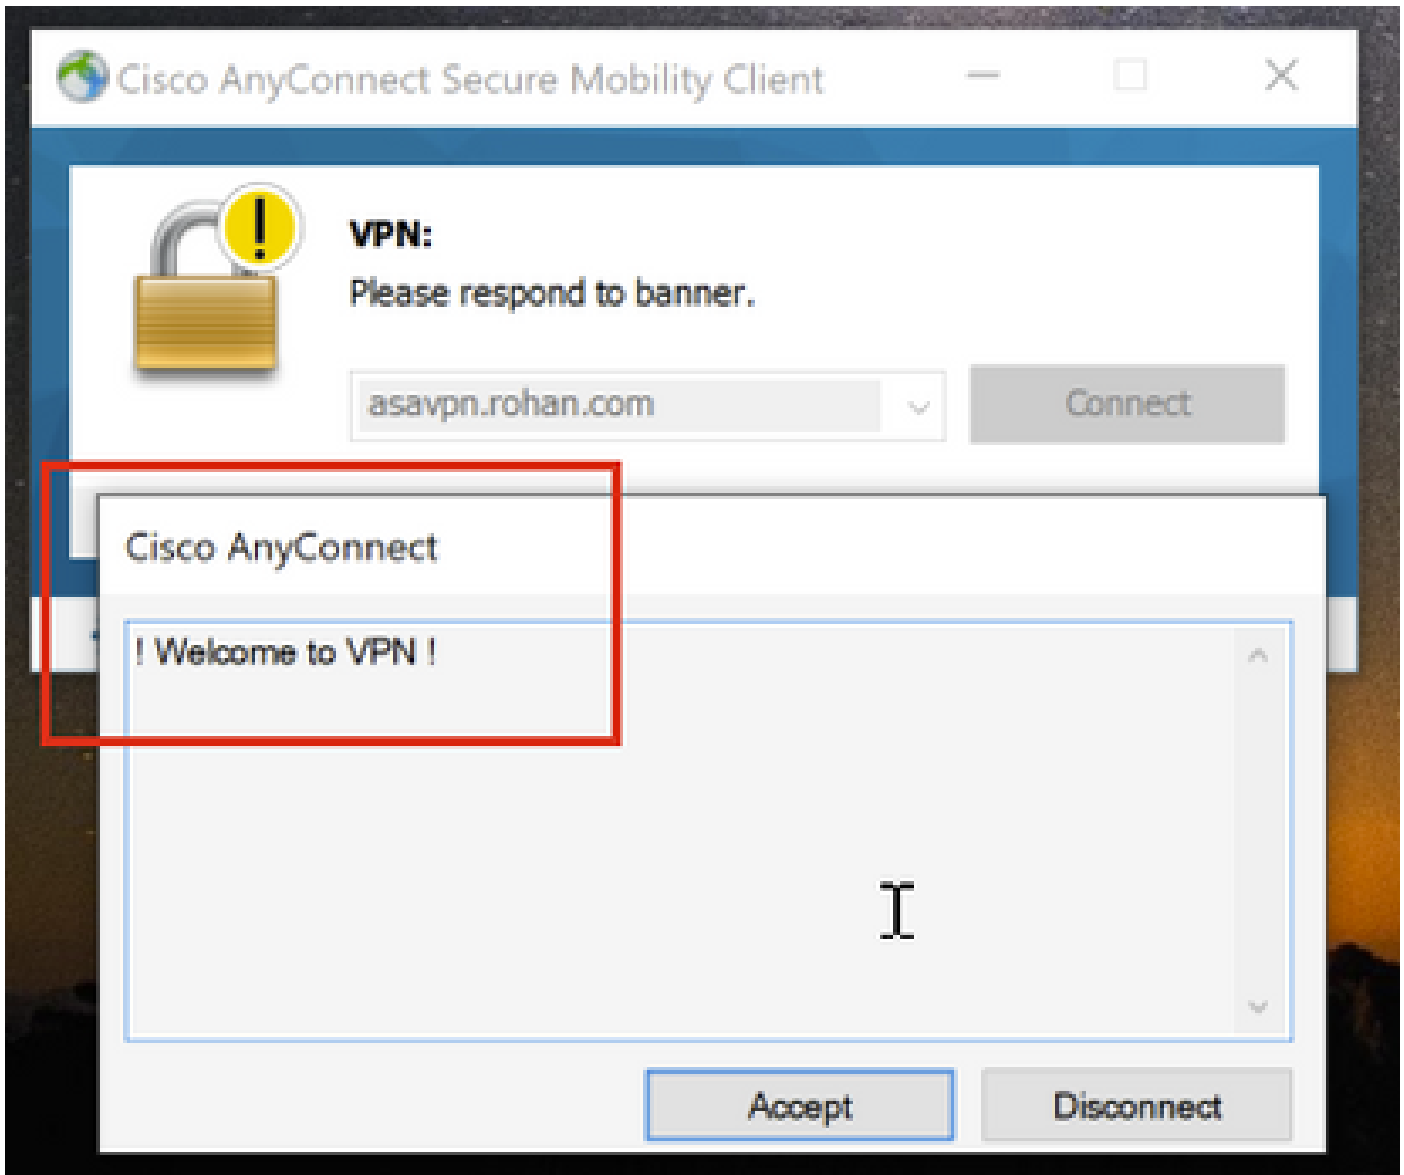 Cisco AnyConnect Secure Mobility Client
VPN:
Please respond to banner.
asavpn.rohan.com
Connect
Cisco AnyConnect
! Welcome to VPN !
Accept
Disconnect